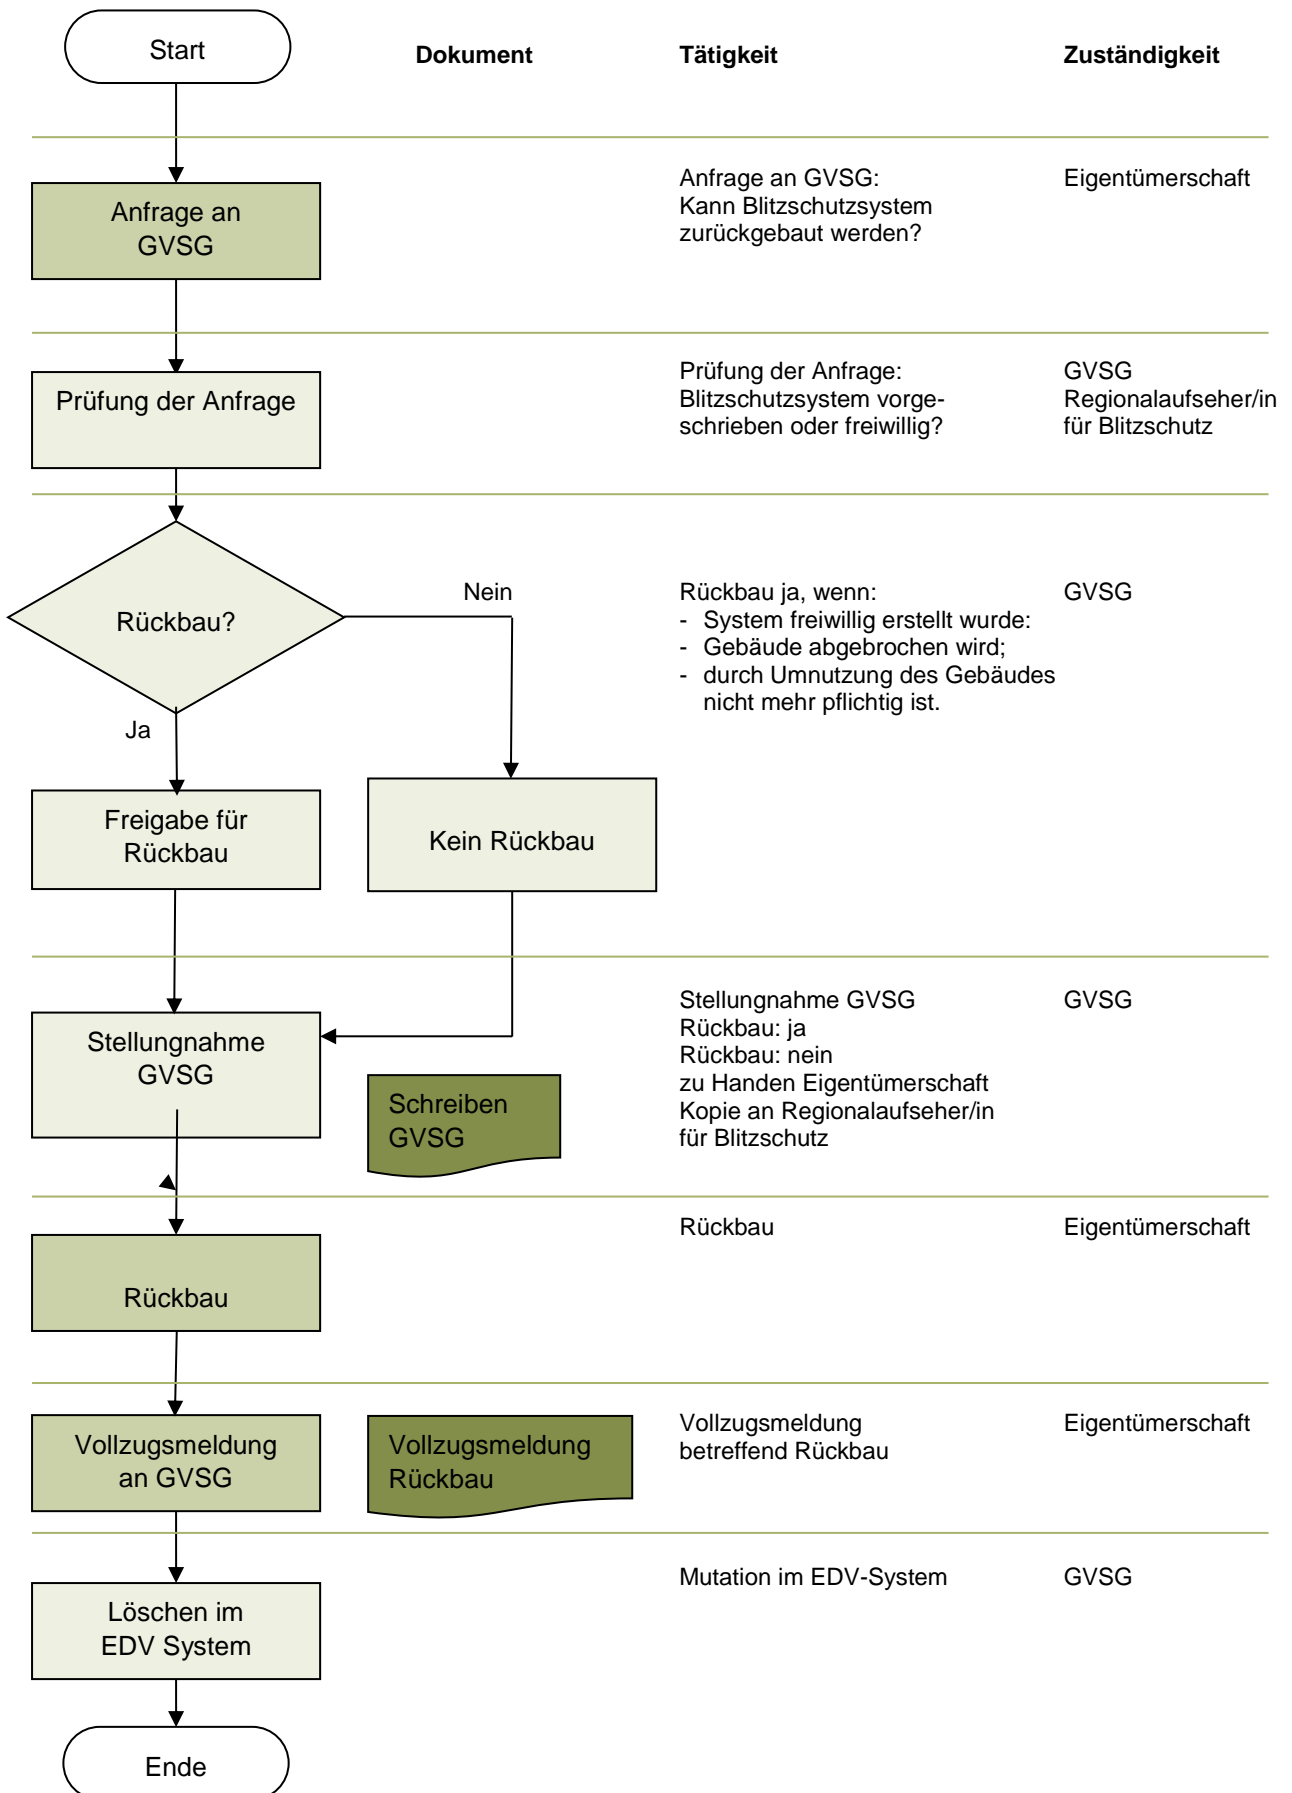 Start
Dokument
Tätigkeit
Zuständigkeit
Anfrage an
GVSG
Anfrage an GVSG:
Kann Blitzschutzsystem
zurückgebaut werden?
Eigentümerschaft
Prüfung der Anfrage
Prüfung der Anfrage:
Blitzschutzsystem vorge-
schrieben oder freiwillig?
GVSG
Regionalaufseher/in
für Blitzschutz
Rückbau?
Nein
Ja
Rückbau ja, wenn:
- System freiwillig erstellt wurde:
- Gebäude abgebrochen wird;
- durch Umnutzung des Gebäudes
nicht mehr pflichtig ist.
GVSG
Freigabe für
Rückbau
Kein Rückbau
Stellungnahme
GVSG
Schreiben
GVSG
Stellungnahme GVSG
Rückbau: ja
Rückbau: nein
zu Handen Eigentümerschaft
Kopie an Regionalaufseher/in
für Blitzschutz
GVSG
Rückbau
Rückbau
Eigentümerschaft
Vollzugsmeldung
an GVSG
Vollzugsmeldung
Rückbau
Vollzugsmeldung
betreffend Rückbau
Eigentümerschaft
Löschen im
EDV System
Mutation im EDV-System
GVSG
Ende